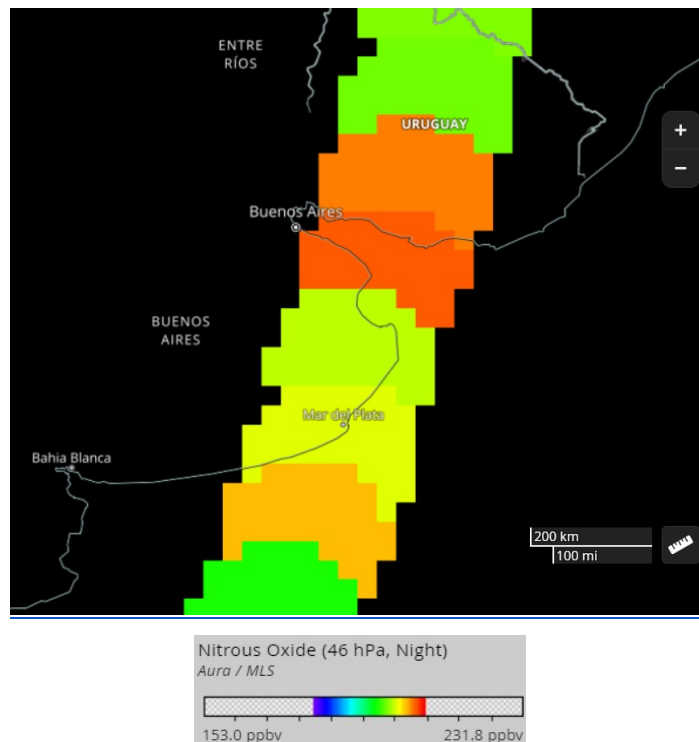 ENTRE
RÍOS
URUGUAY
+
−
Buenos Aires
BUENOS
AIRES
Mar del Plata
Bahia Blanca
200 km
100 mi
Nitrous Oxide (46 hPa, Night)
Aura / MLS
153.0 ppbv 231.8 ppbv